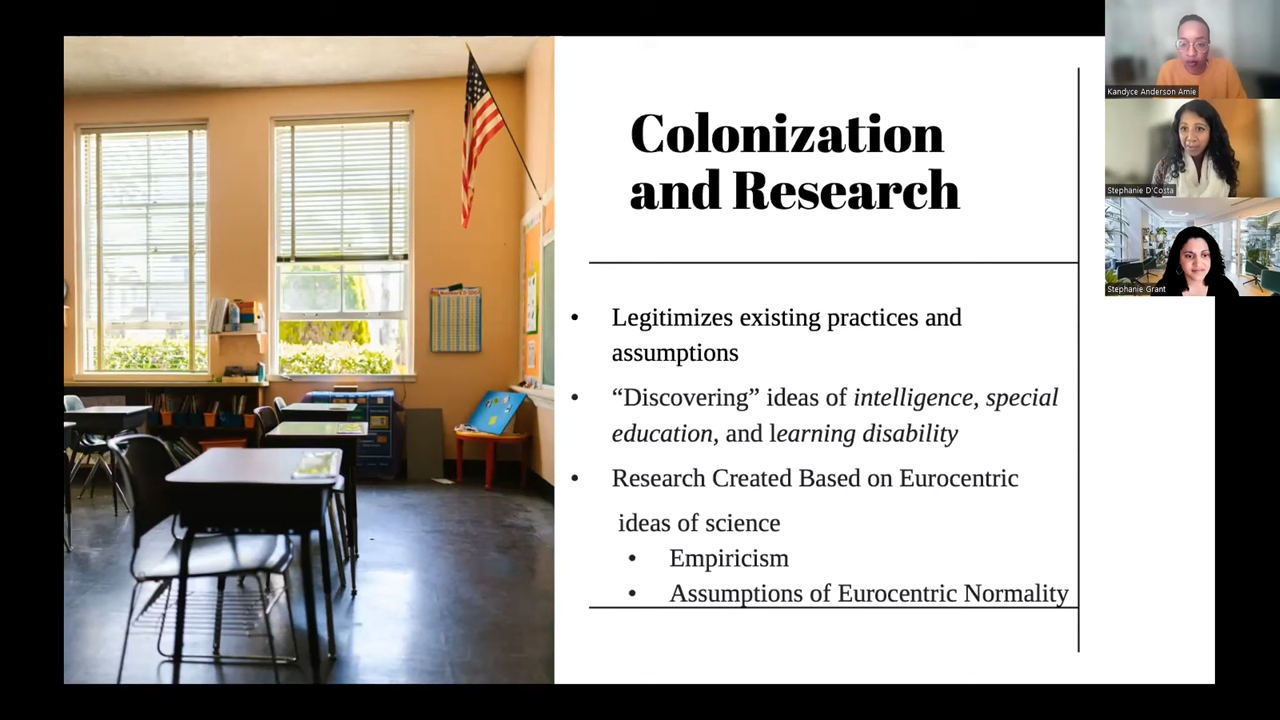 Colonization
and Research
• Legitimizes existing practices and
assumptions
• “Discovering” ideas of intelligence, special
education, and learning disability
• Research Created Based on Eurocentric
ideas of science
• Empiricism
• Assumptions of Eurocentric Normality
Kandyce Anderson Amie
Stephanie D'Costa
Stephanie Grant